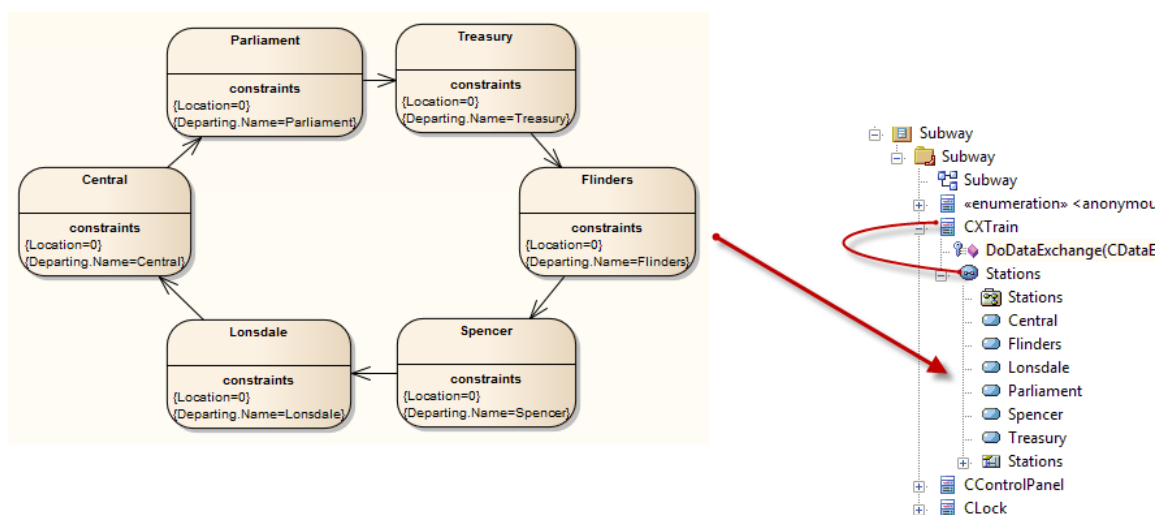 Parliament
constraints
{Location=0}
{Departing.Name=Parliament}
Treasury
constraints
{Location=0}
{Departing.Name=Treasury}
Central
constraints
{Location=0}
{Departing.Name=Central}
Flinders
constraints
{Location=0}
{Departing.Name=Flinders}
Lonsdale
constraints
{Location=0}
{Departing.Name=Lonsdale}
Spencer
constraints
{Location=0}
{Departing.Name=Spencer}
Subway
Subway
Subway
«enumeration» <anonymou
CXTrain
DoDataExchange(CDataE
Stations
Stations
Central
Flinders
Lonsdale
Parliament
Spencer
Treasury
Stations
CControlPanel
CLock